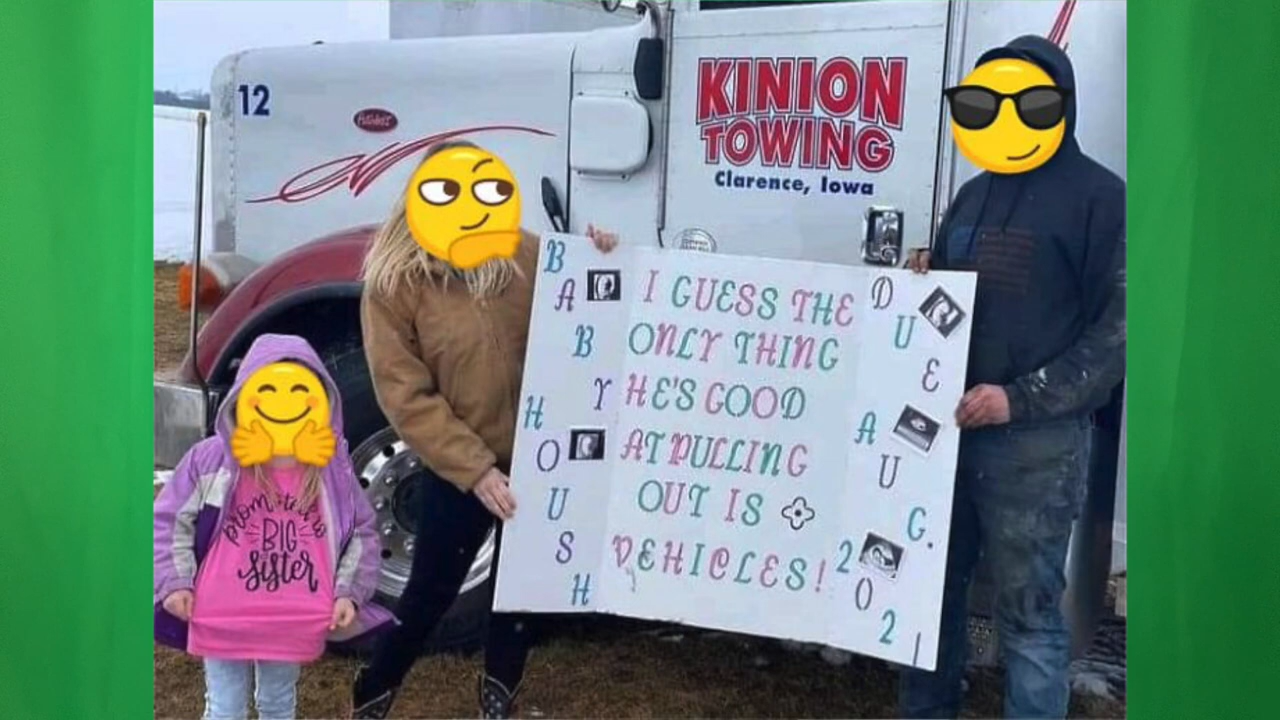 12
Peterbilt
KINION
TOWING
Clarence, Iowa
BABY
HOUSH
I GUESS THE
ONLY THING
HE'S GOOD
AT PULLING
OUT IS
VEHICLES!
DUE
AUG.
2021
promoted to
BIG
sister